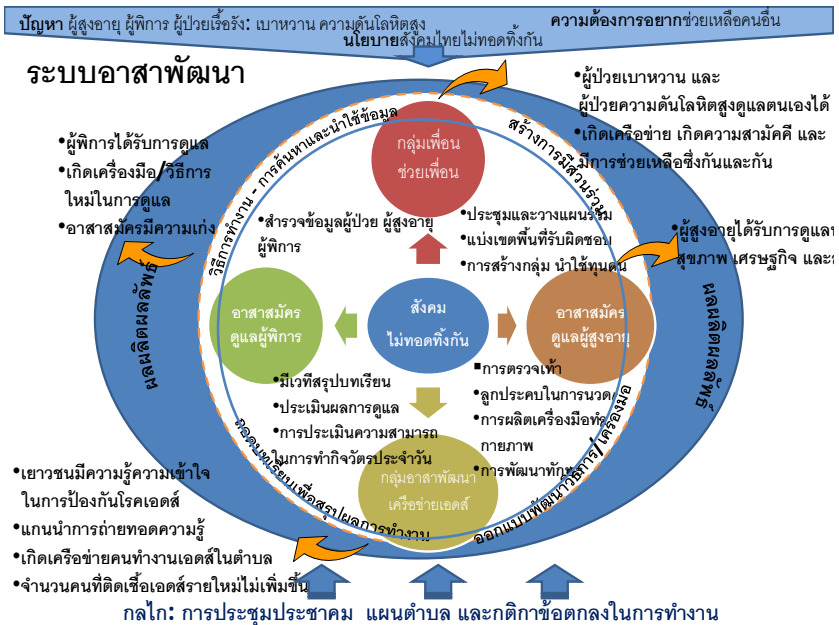 ปัญหา ผู้สูงอายุ ผู้พิการ ผู้ป่วยเรื้อรัง: เบาหวาน ความดันโลหิตสูง
ความต้องการอยากช่วยเหลือคนอื่น
นโยบายสังคมไทยไม่ทอดทิ้งกัน
ระบบอาสาพัฒนา
•ผู้ป่วยเบาหวาน และ
ผู้ป่วยความดันโลหิตสูงดูแลตนเองได้
•เกิดเครือข่าย เกิดความสามัคคี และ
มีการช่วยเหลือซึ่งกันและกัน
•ผู้พิการได้รับการดูแล
•เกิดเครื่องมือ/วิธีการ
ใหม่ในการดูแล
•อาสาสมัครมีความเก่ง
วิธีการทำงาน - การค้นหาและนำใช้ข้อมูล
สร้างการมีส่วนร่วม
กลุ่มเพื่อน
ช่วยเพื่อน
•สำรวจข้อมูลผู้ป่วย ผู้สูงอายุ
ผู้พิการ
•ประชุมและวางแผนร่วม
•แบ่งเขตพื้นที่รับผิดชอบ
•การสร้างกลุ่ม นำใช้ทุนคน
•ผู้สูงอายุได้รับการดูแล
สุขภาพ เศรษฐกิจ และ
ผลผลิตผลลัพธ์
อาสาสมัคร
ดูแลผู้พิการ
สังคม
ไม่ทอดทิ้งกัน
อาสาสมัคร
ดูแลผู้สูงอายุ
ผลผลิตผลลัพธ์
•มีเวทีสรุปบทเรียน
•ประเมินผลการดูแล
•การประเมินความสามารถ
ในการทำกิจวัตรประจำวัน
▪การตรวจเท้า
•ลูกประคบในการนวด
•การผลิตเครื่องมือทำ
กายภาพ
•การพัฒนาทักษ
กลุ่มอาสาพัฒนา
เครือข่ายเอดส์
ถอดบทเรียนเพื่อสรุปผลการทำงาน
ออกแบบพัฒนาวิธีการ/เครื่องมือ
•เยาวชนมีความรู้ความเข้าใจ
ในการป้องกันโรคเอดส์
•แกนนำการถ่ายทอดความรู้
•เกิดเครือข่ายคนทำงานเอดส์ในตำบล
•จำนวนคนที่ติดเชื้อเอดส์รายใหม่ไม่เพิ่มขึ้น
กลไก: การประชุมประชาคม แผนตำบล และกติกาข้อตกลงในการทำงาน